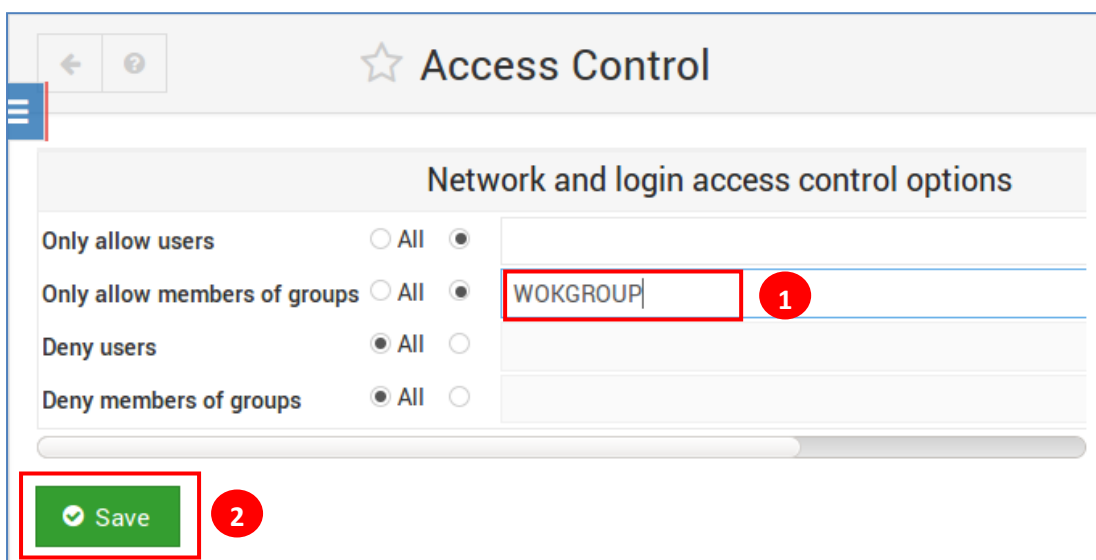 Access Control
Network and login access control options
Only allow users All
Only allow members of groups All WOKGROUP 1
Deny users All
Deny members of groups All
Save 2